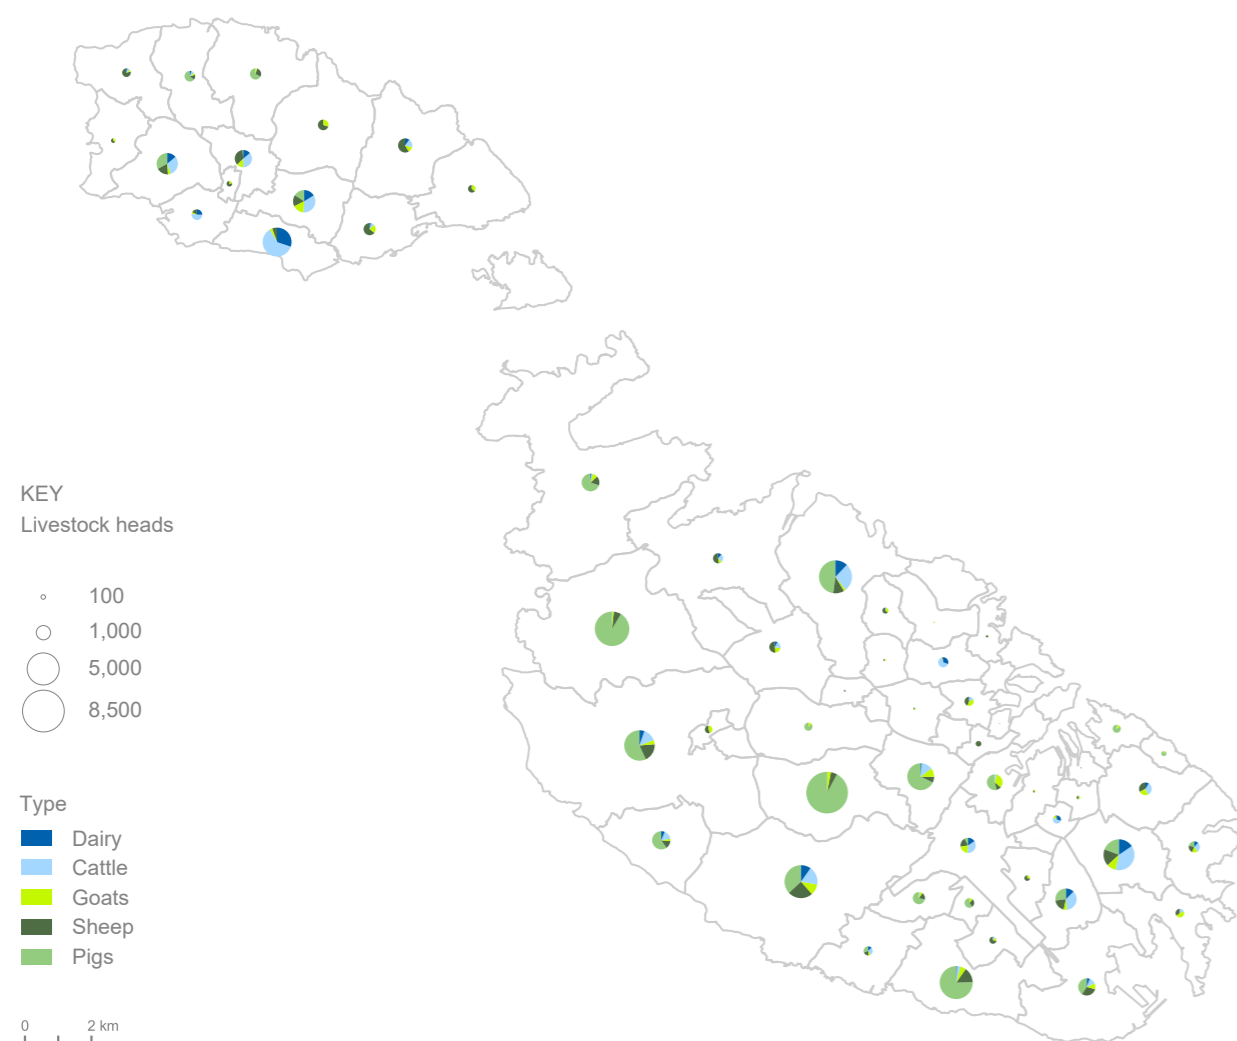 KEY
Livestock heads
100
1,000
5,000
8,500
Type
Dairy
Cattle
Goats
Sheep
Pigs
0 2 km